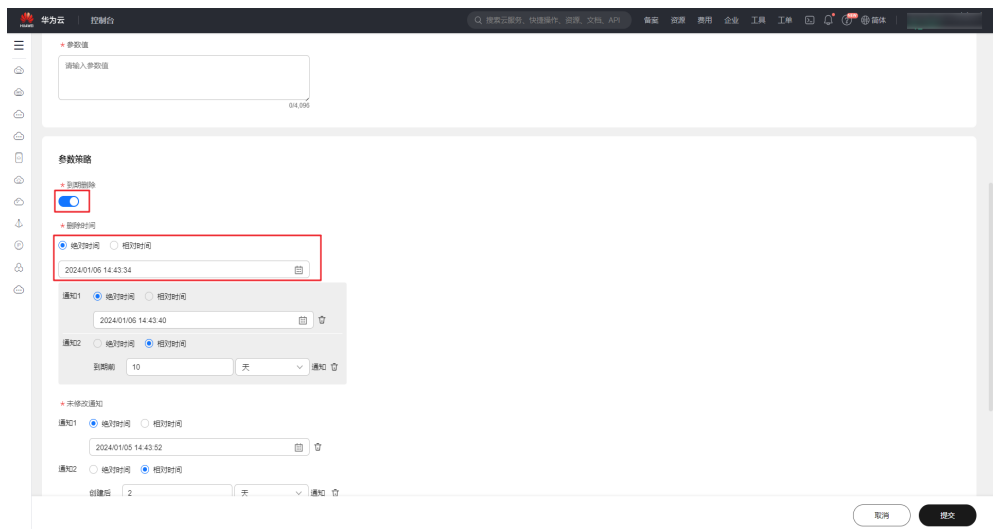 HUAWEI 华为云 控制台 搜索云服务、快捷操作、资源、文档、API 备案 资源 费用 企业 工具 工单 简体
* 参数值
请输入参数值
0/4,096
参数策略
* 到期删除
* 删除时间
绝对时间 相对时间
2024/01/06 14:43:34
通知1 绝对时间 相对时间
2024/01/06 14:43:40
通知2 绝对时间 相对时间
到期前 10 天 通知
* 未修改通知
通知1 绝对时间 相对时间
2024/01/05 14:43:52
通知2 绝对时间 相对时间
创建后 2 天 通知
取消 提交